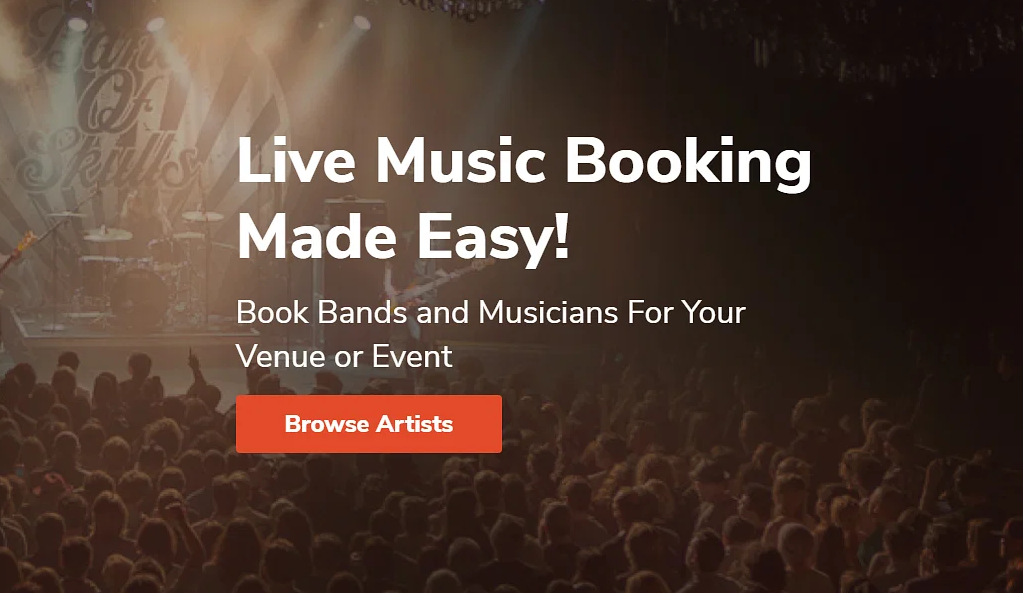 Band
Of
Skulls
Live Music Booking
Made Easy!
Book Bands and Musicians For Your
Venue or Event
Browse Artists